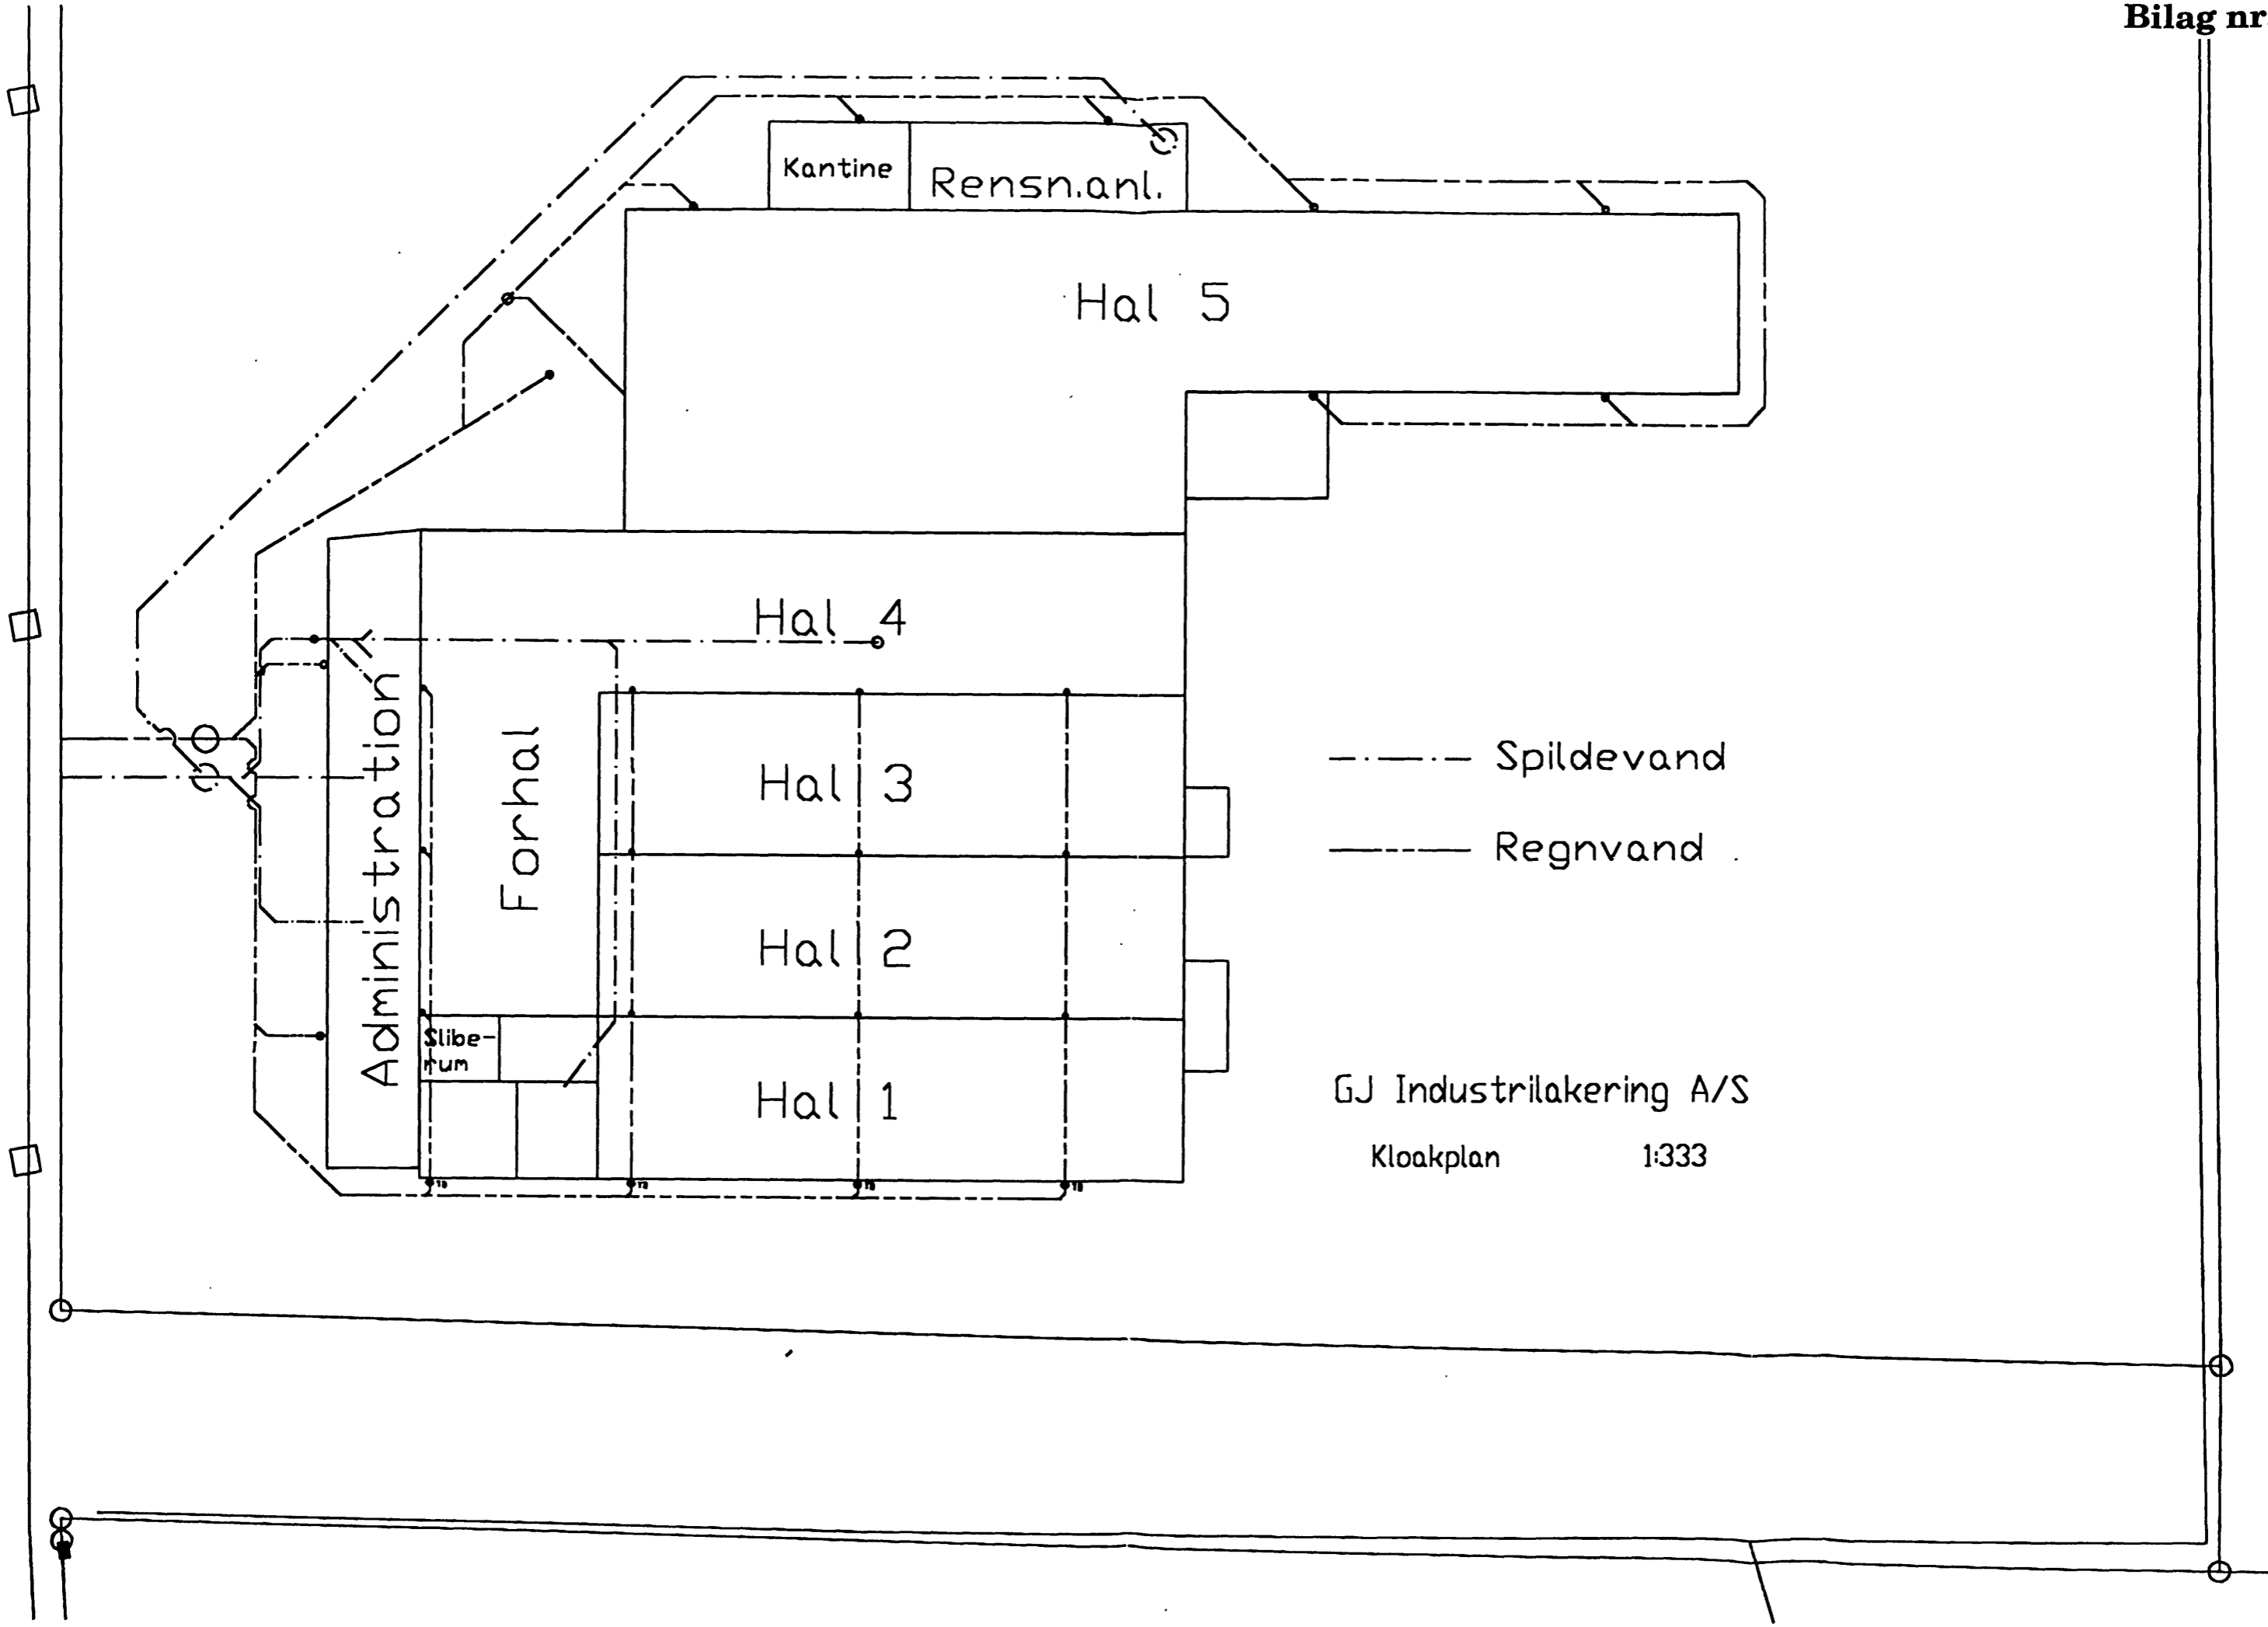 Bilag nr
Kantine
Rensn.anl.
Hal 5
Hal 4
Administration
Forhal
Hal 3
Spildevand
Regnvand
Hal 2
Slibe-
rum
Hal 1
GJ Industrilakering A/S
Kloakplan 1:333